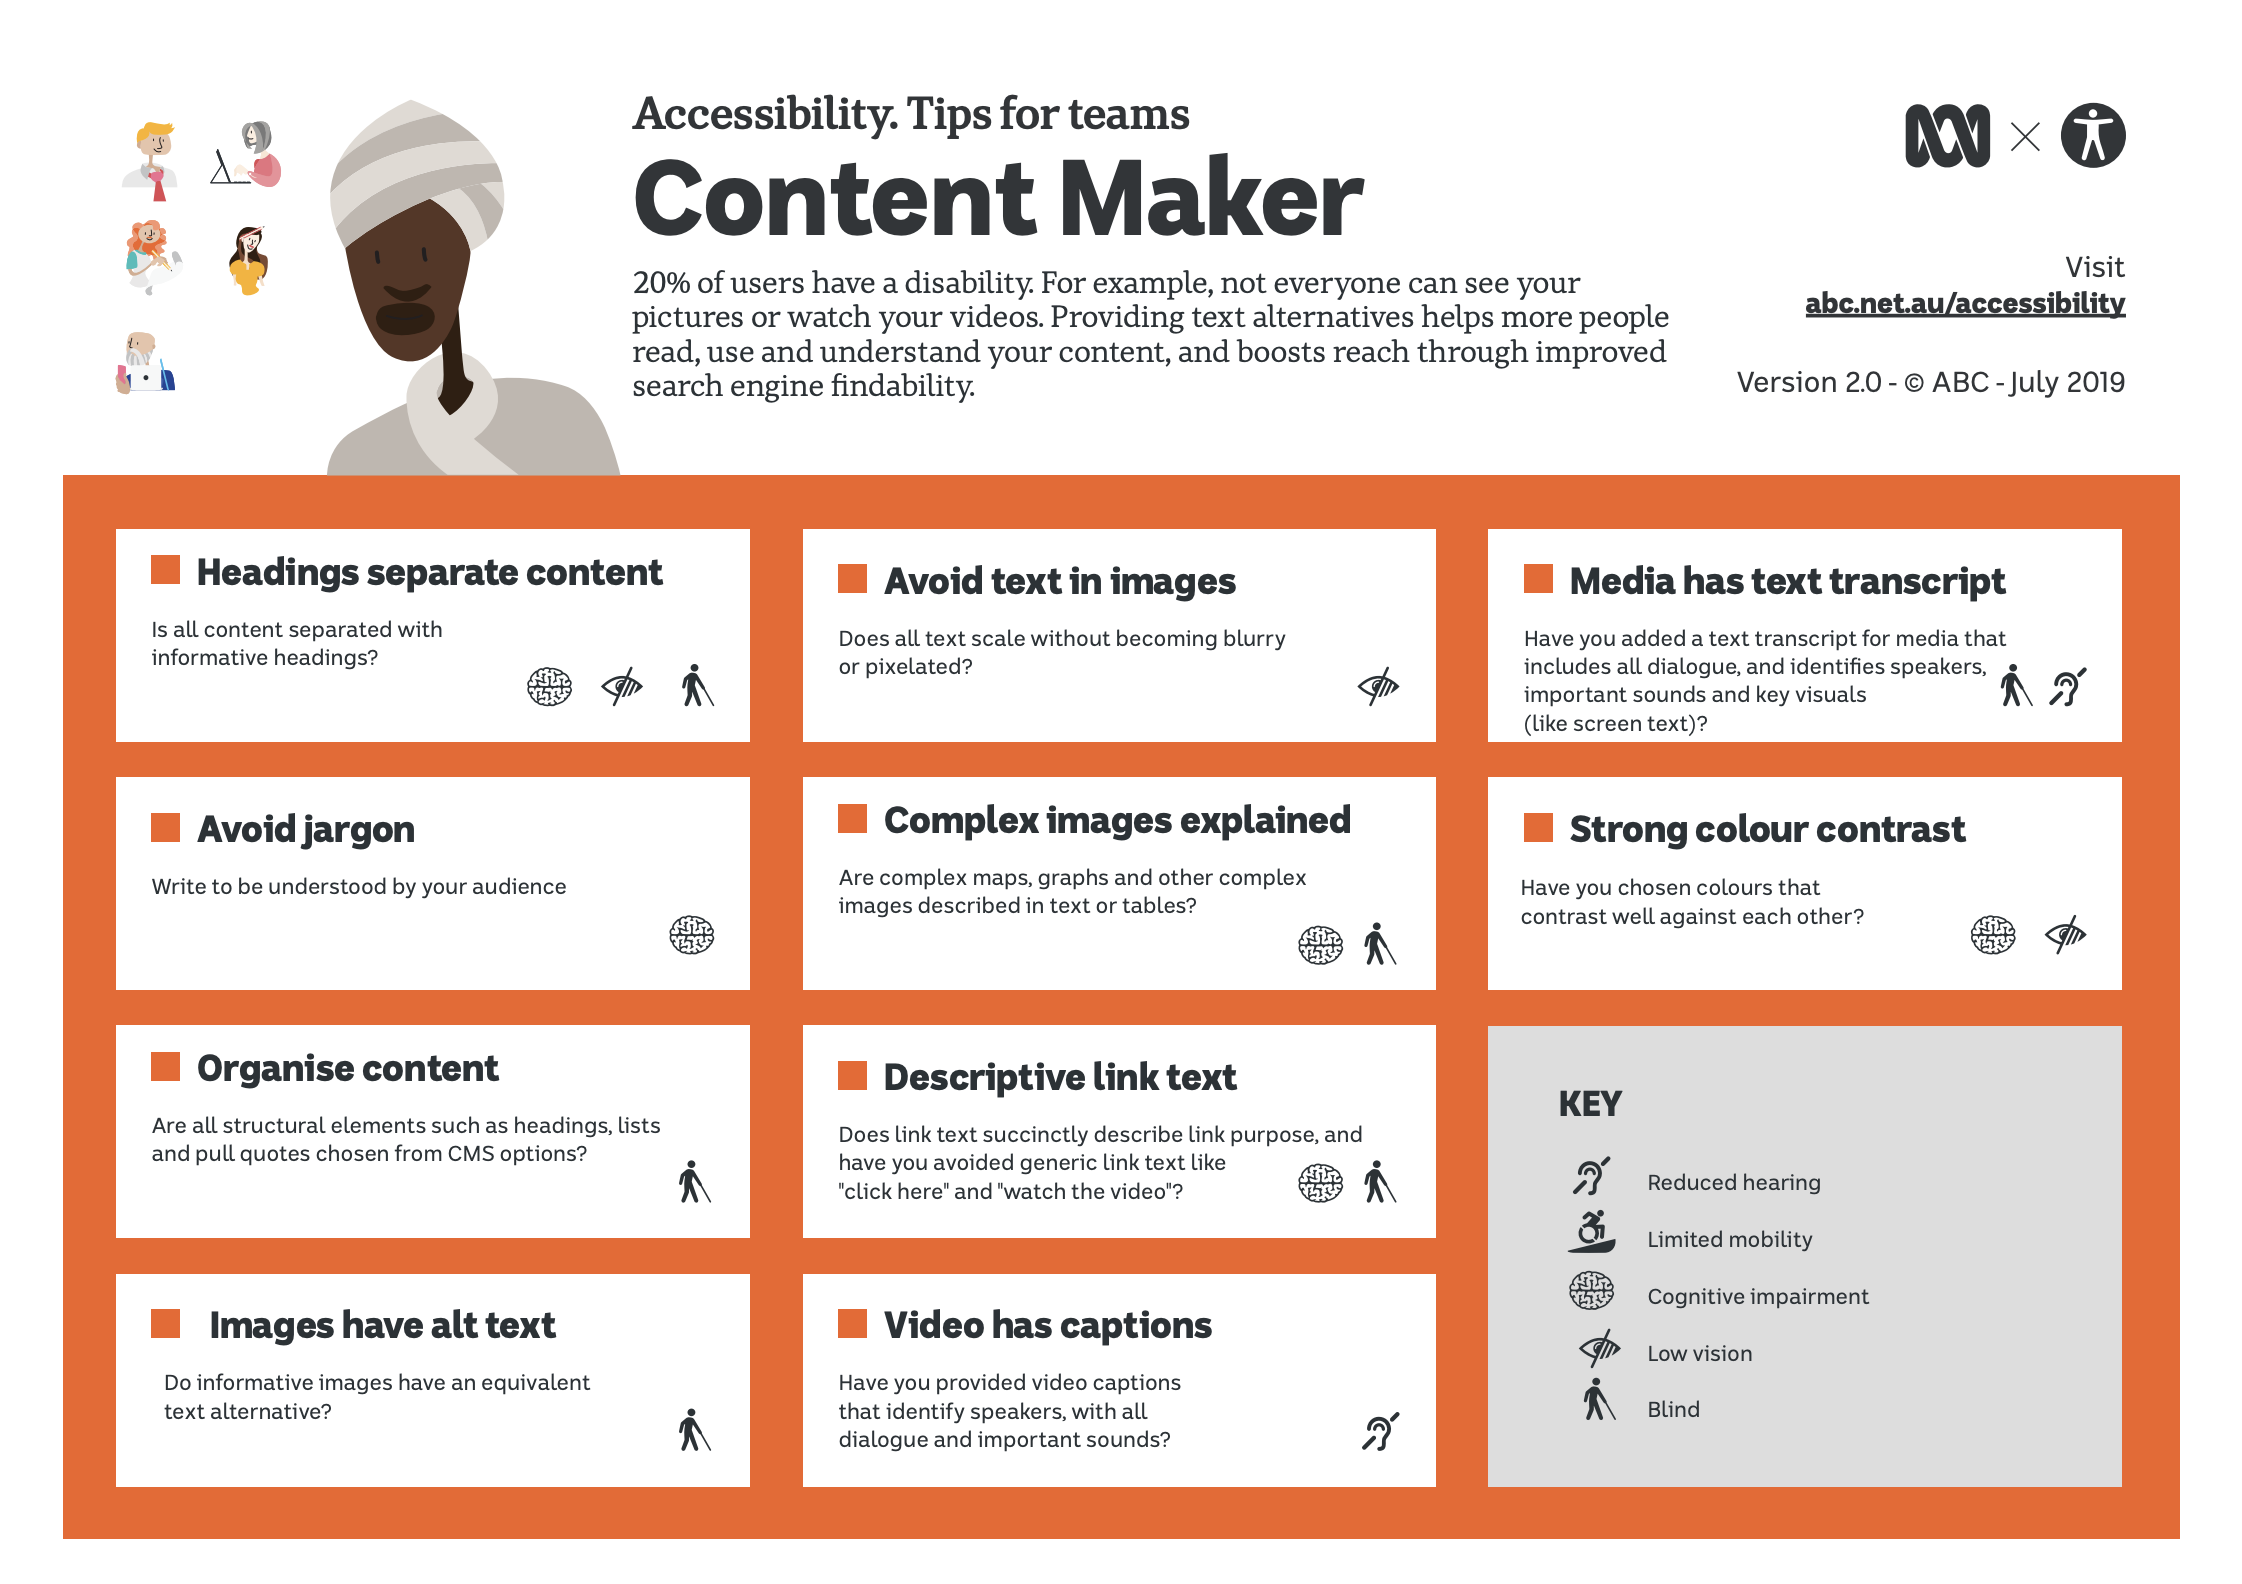 Accessibility. Tips for teams
Content Maker
20% of users have a disability. For example, not everyone can see your
pictures or watch your videos. Providing text alternatives helps more people
read, use and understand your content, and boosts reach through improved
search engine findability.
Visit
abc.net.au/accessibility
Version 2.0 - © ABC - July 2019
Headings separate content
Is all content separated with
informative headings?
Avoid text in images
Does all text scale without becoming blurry
or pixelated?
Media has text transcript
Have you added a text transcript for media that
includes all dialogue, and identifies speakers,
important sounds and key visuals
(like screen text)?
Avoid jargon
Write to be understood by your audience
Complex images explained
Are complex maps, graphs and other complex
images described in text or tables?
Strong colour contrast
Have you chosen colours that
contrast well against each other?
Organise content
Are all structural elements such as headings, lists
and pull quotes chosen from CMS options?
Descriptive link text
Does link text succinctly describe link purpose, and
have you avoided generic link text like
"click here" and "watch the video"?
Images have alt text
Do informative images have an equivalent
text alternative?
Video has captions
Have you provided video captions
that identify speakers, with all
dialogue and important sounds?
KEY
Reduced hearing
Limited mobility
Cognitive impairment
Low vision
Blind